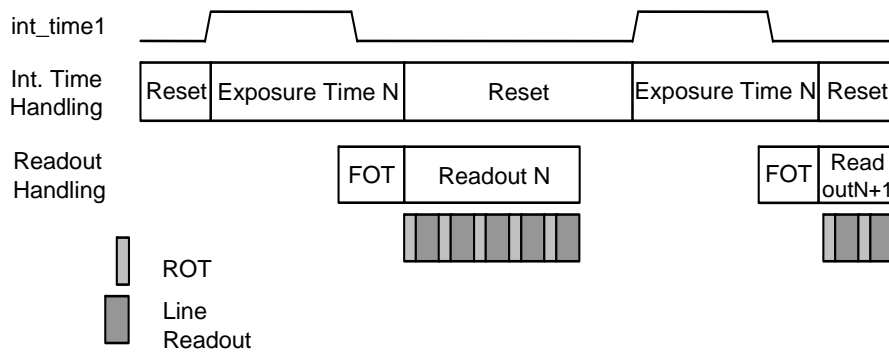 int_time1
Int. Time
Handling
Reset
Exposure Time N
Reset
Exposure Time N
Reset
Readout
Handling
FOT
Readout N
FOT
Read
outN+1
ROT
Line
Readout